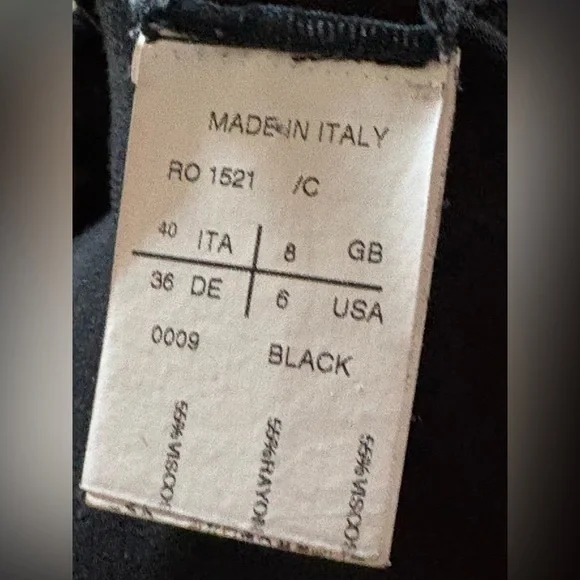 MADE IN ITALY
RO 1521 /C
40 ITA 8 GB
36 DE 6 USA
0009 BLACK
55% VISCO
55% RAYO
55% VISCO